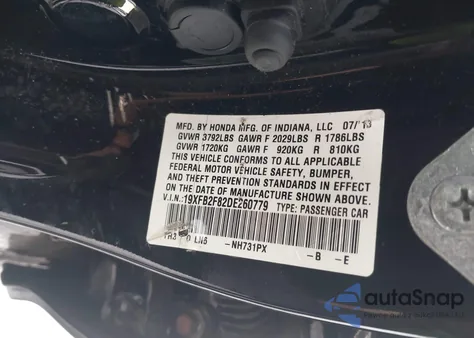 MFD. BY HONDA MFG. OF INDIANA, LLC 07/13
GVWR 3792LBS GAWR F 2029LBS R 1786LBS
GVWR 1720KG GAWR F 920KG R 810KG
THIS VEHICLE CONFORMS TO ALL APPLICABLE
FEDERAL MOTOR VEHICLE SAFETY, BUMPER,
AND THEFT PREVENTION STANDARDS IN EFFECT
ON THE DATE OF MANUFACTURE SHOWN ABOVE.
V.I.N.: 19XFB2F82DE260779 TYPE: PASSENGER CAR
-NH731PX -B -E
autoSnap